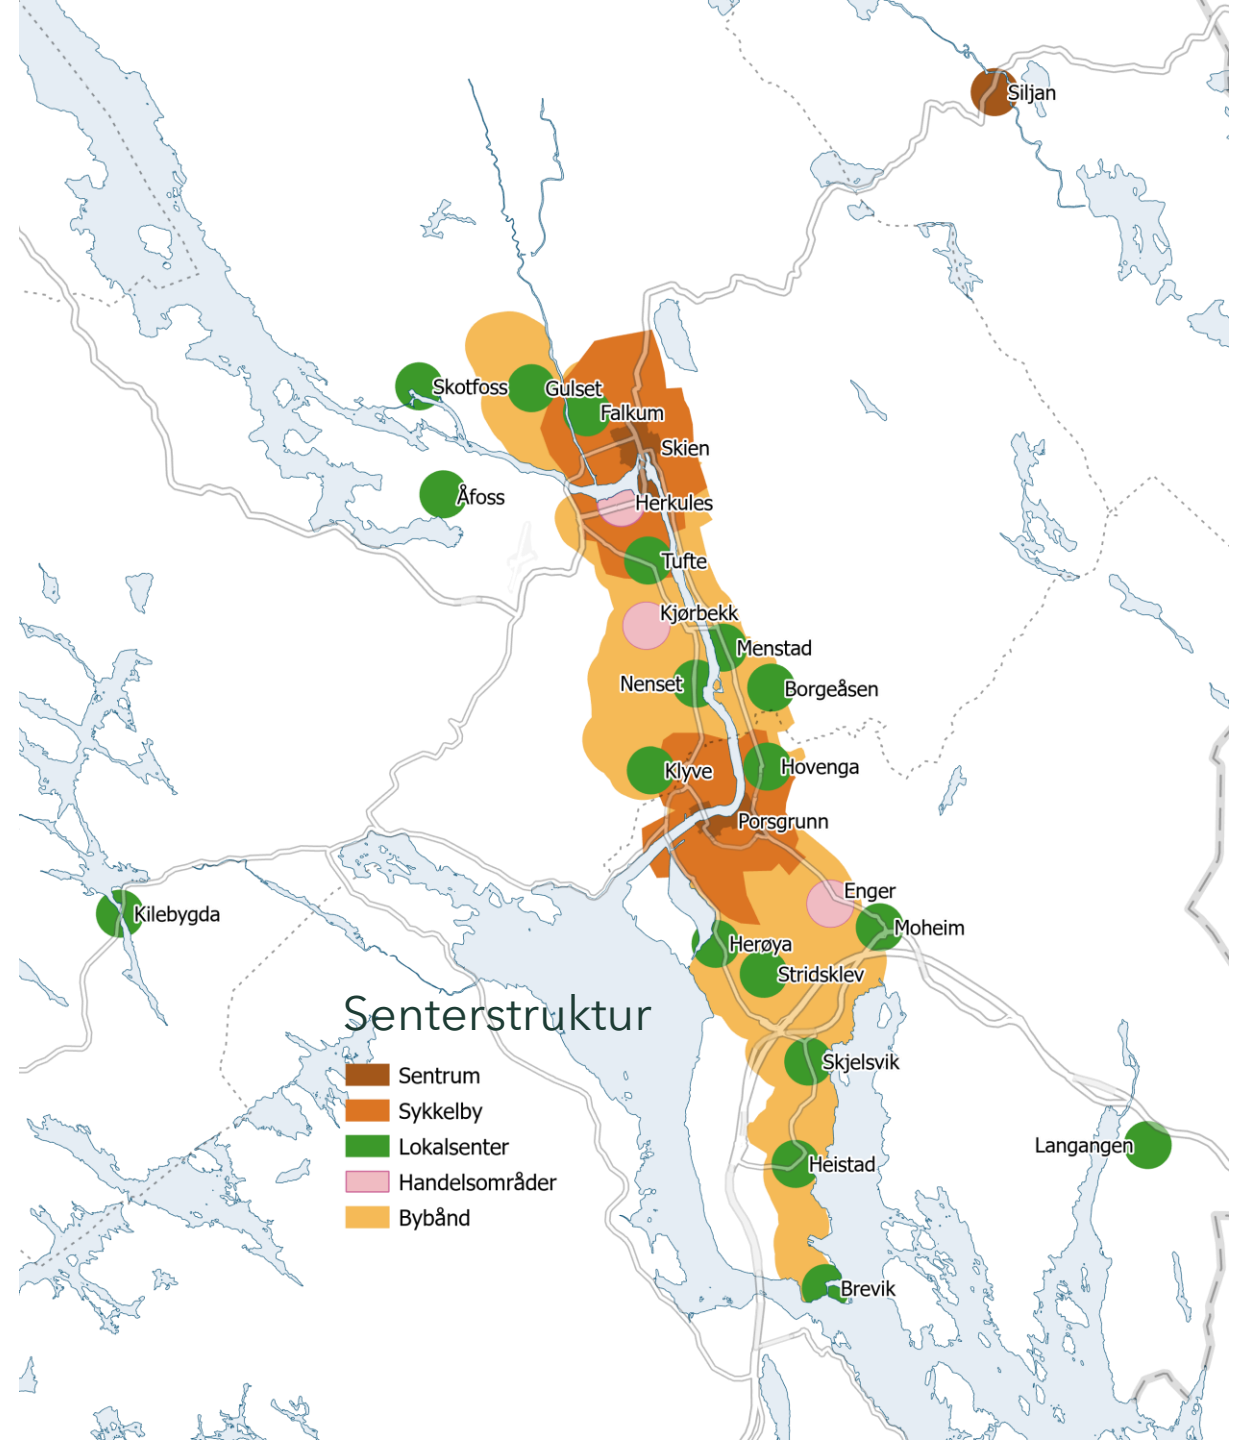 Siljan
Skotfoss
Gulset
Falkum
Skien
Åfoss
Herkules
Tufte
Kjørbekk
Menstad
Nenset
Borgeåsen
Klyve
Hovenga
Porsgrunn
Enger
Kilebygda
Moheim
Herøya
Stridsklev
Senterstruktur
Skjelsvik
Sentrum
Sykkelby
Lokalsenter
Handelsområder
Bybånd
Langangen
Heistad
Brevik